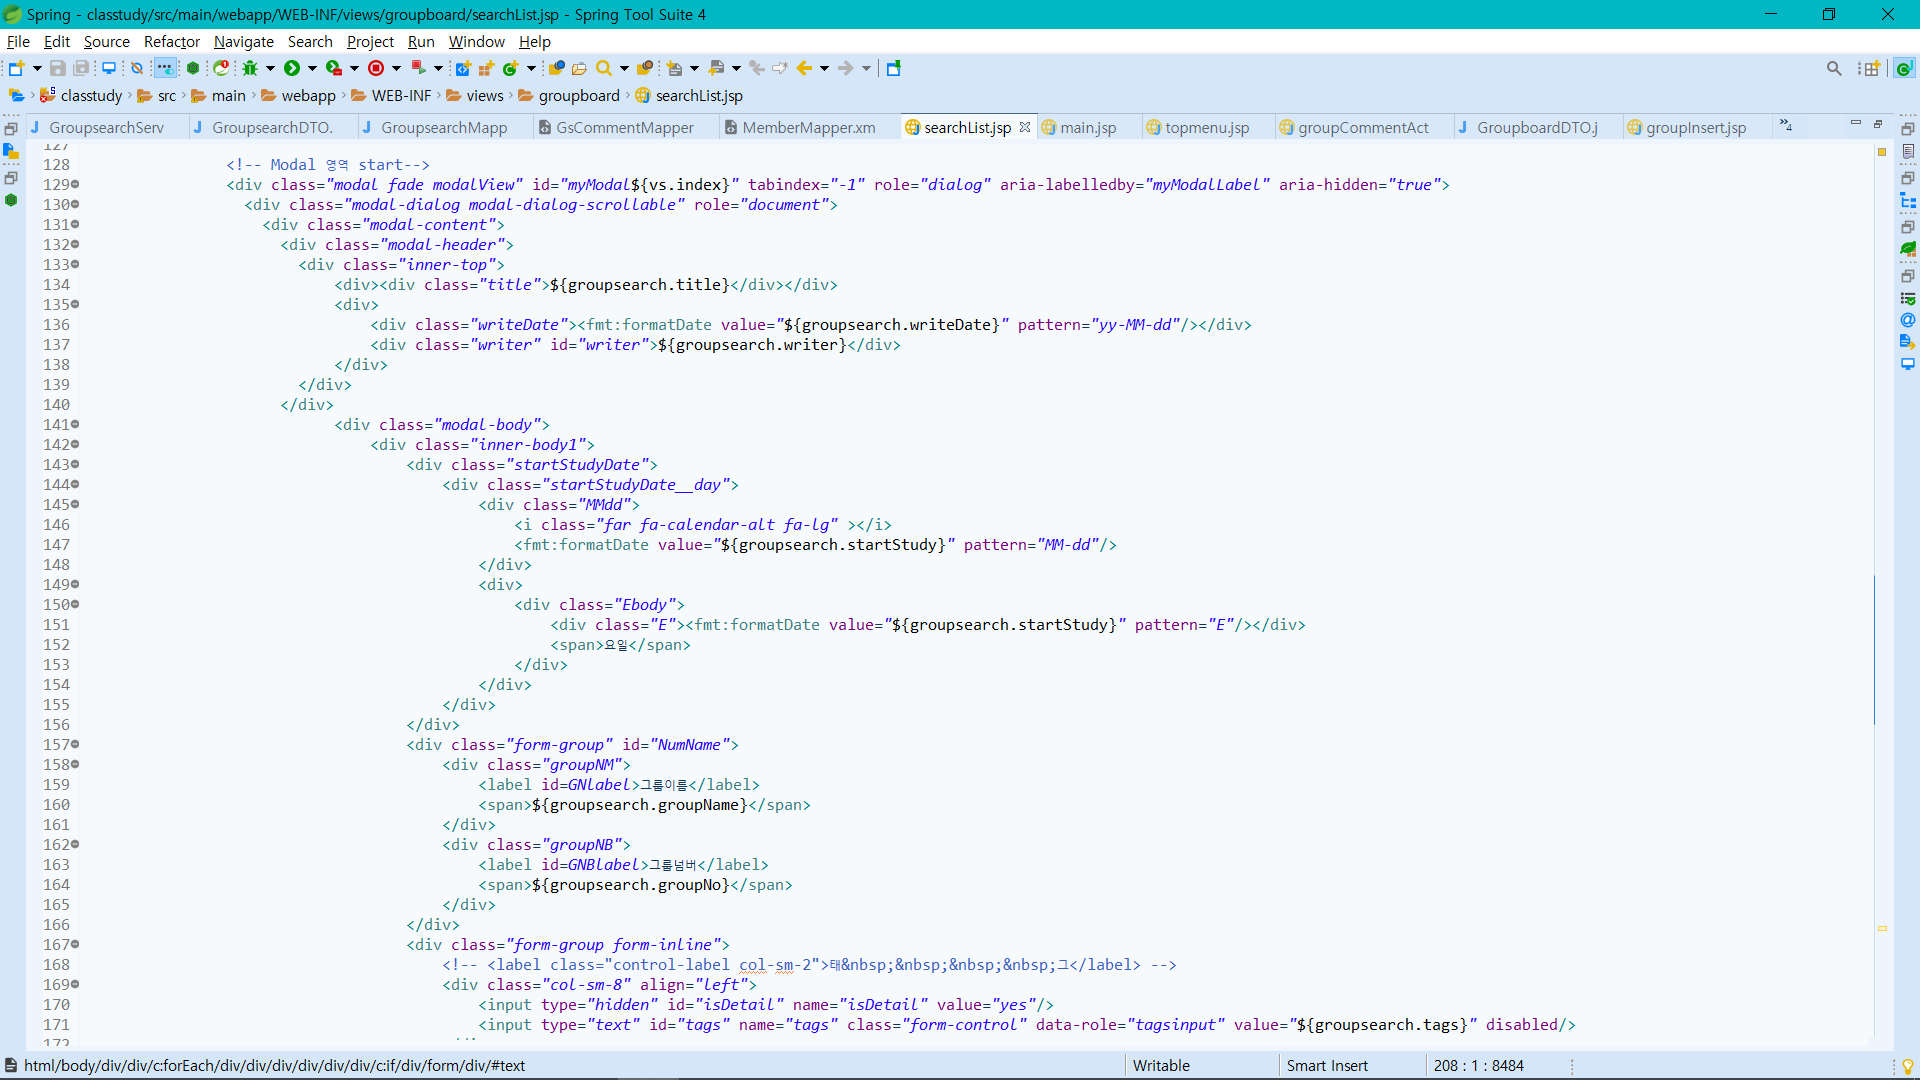 Spring - classtudy/src/main/webapp/WEB-INF/views/groupboard/searchList.jsp - Spring Tool Suite 4
File Edit Source Refactor Navigate Search Project Run Window Help
classtudy › src › main › webapp › WEB-INF › views › groupboard › searchList.jsp
GroupsearchServ GroupsearchDTO. GroupsearchMapp GsCommentMapper MemberMapper.xm searchList.jsp main.jsp topmenu.jsp groupCommentAct GroupboardDTO.j groupInsert.jsp »4
127
128 <!-- Modal 영역 start-->
129 <div class="modal fade modalView" id="myModal${vs.index}" tabindex="-1" role="dialog" aria-labelledby="myModalLabel" aria-hidden="true">
130 <div class="modal-dialog modal-dialog-scrollable" role="document">
131 <div class="modal-content">
132 <div class="modal-header">
133 <div class="inner-top">
134 <div><div class="title">${groupsearch.title}</div></div>
135 <div>
136 <div class="writeDate"><fmt:formatDate value="${groupsearch.writeDate}" pattern="yy-MM-dd"/></div>
137 <div class="writer" id="writer">${groupsearch.writer}</div>
138 </div>
139 </div>
140 </div>
141 <div class="modal-body">
142 <div class="inner-body1">
143 <div class="startStudyDate">
144 <div class="startStudyDate__day">
145 <div class="MMdd">
146 <i class="far fa-calendar-alt fa-lg" ></i>
147 <fmt:formatDate value="${groupsearch.startStudy}" pattern="MM-dd"/>
148 </div>
149 <div>
150 <div class="Ebody">
151 <div class="E"><fmt:formatDate value="${groupsearch.startStudy}" pattern="E"/></div>
152 <span>요일</span>
153 </div>
154 </div>
155 </div>
156 </div>
157 <div class="form-group" id="NumName">
158 <div class="groupNM">
159 <label id=GNlabel>그룹이름</label>
160 <span>${groupsearch.groupName}</span>
161 </div>
162 <div class="groupNB">
163 <label id=GNBlabel>그룹넘버</label>
164 <span>${groupsearch.groupNo}</span>
165 </div>
166 </div>
167 <div class="form-group form-inline">
168 <!-- <label class="control-label col-sm-2">태&nbsp;&nbsp;&nbsp;&nbsp;그</label> -->
169 <div class="col-sm-8" align="left">
170 <input type="hidden" id="isDetail" name="isDetail" value="yes"/>
171 <input type="text" id="tags" name="tags" class="form-control" data-role="tagsinput" value="${groupsearch.tags}" disabled/>
172
html/body/div/div/c:forEach/div/div/div/div/div/div/c:if/div/form/div/#text Writable Smart Insert 208 : 1 : 8484